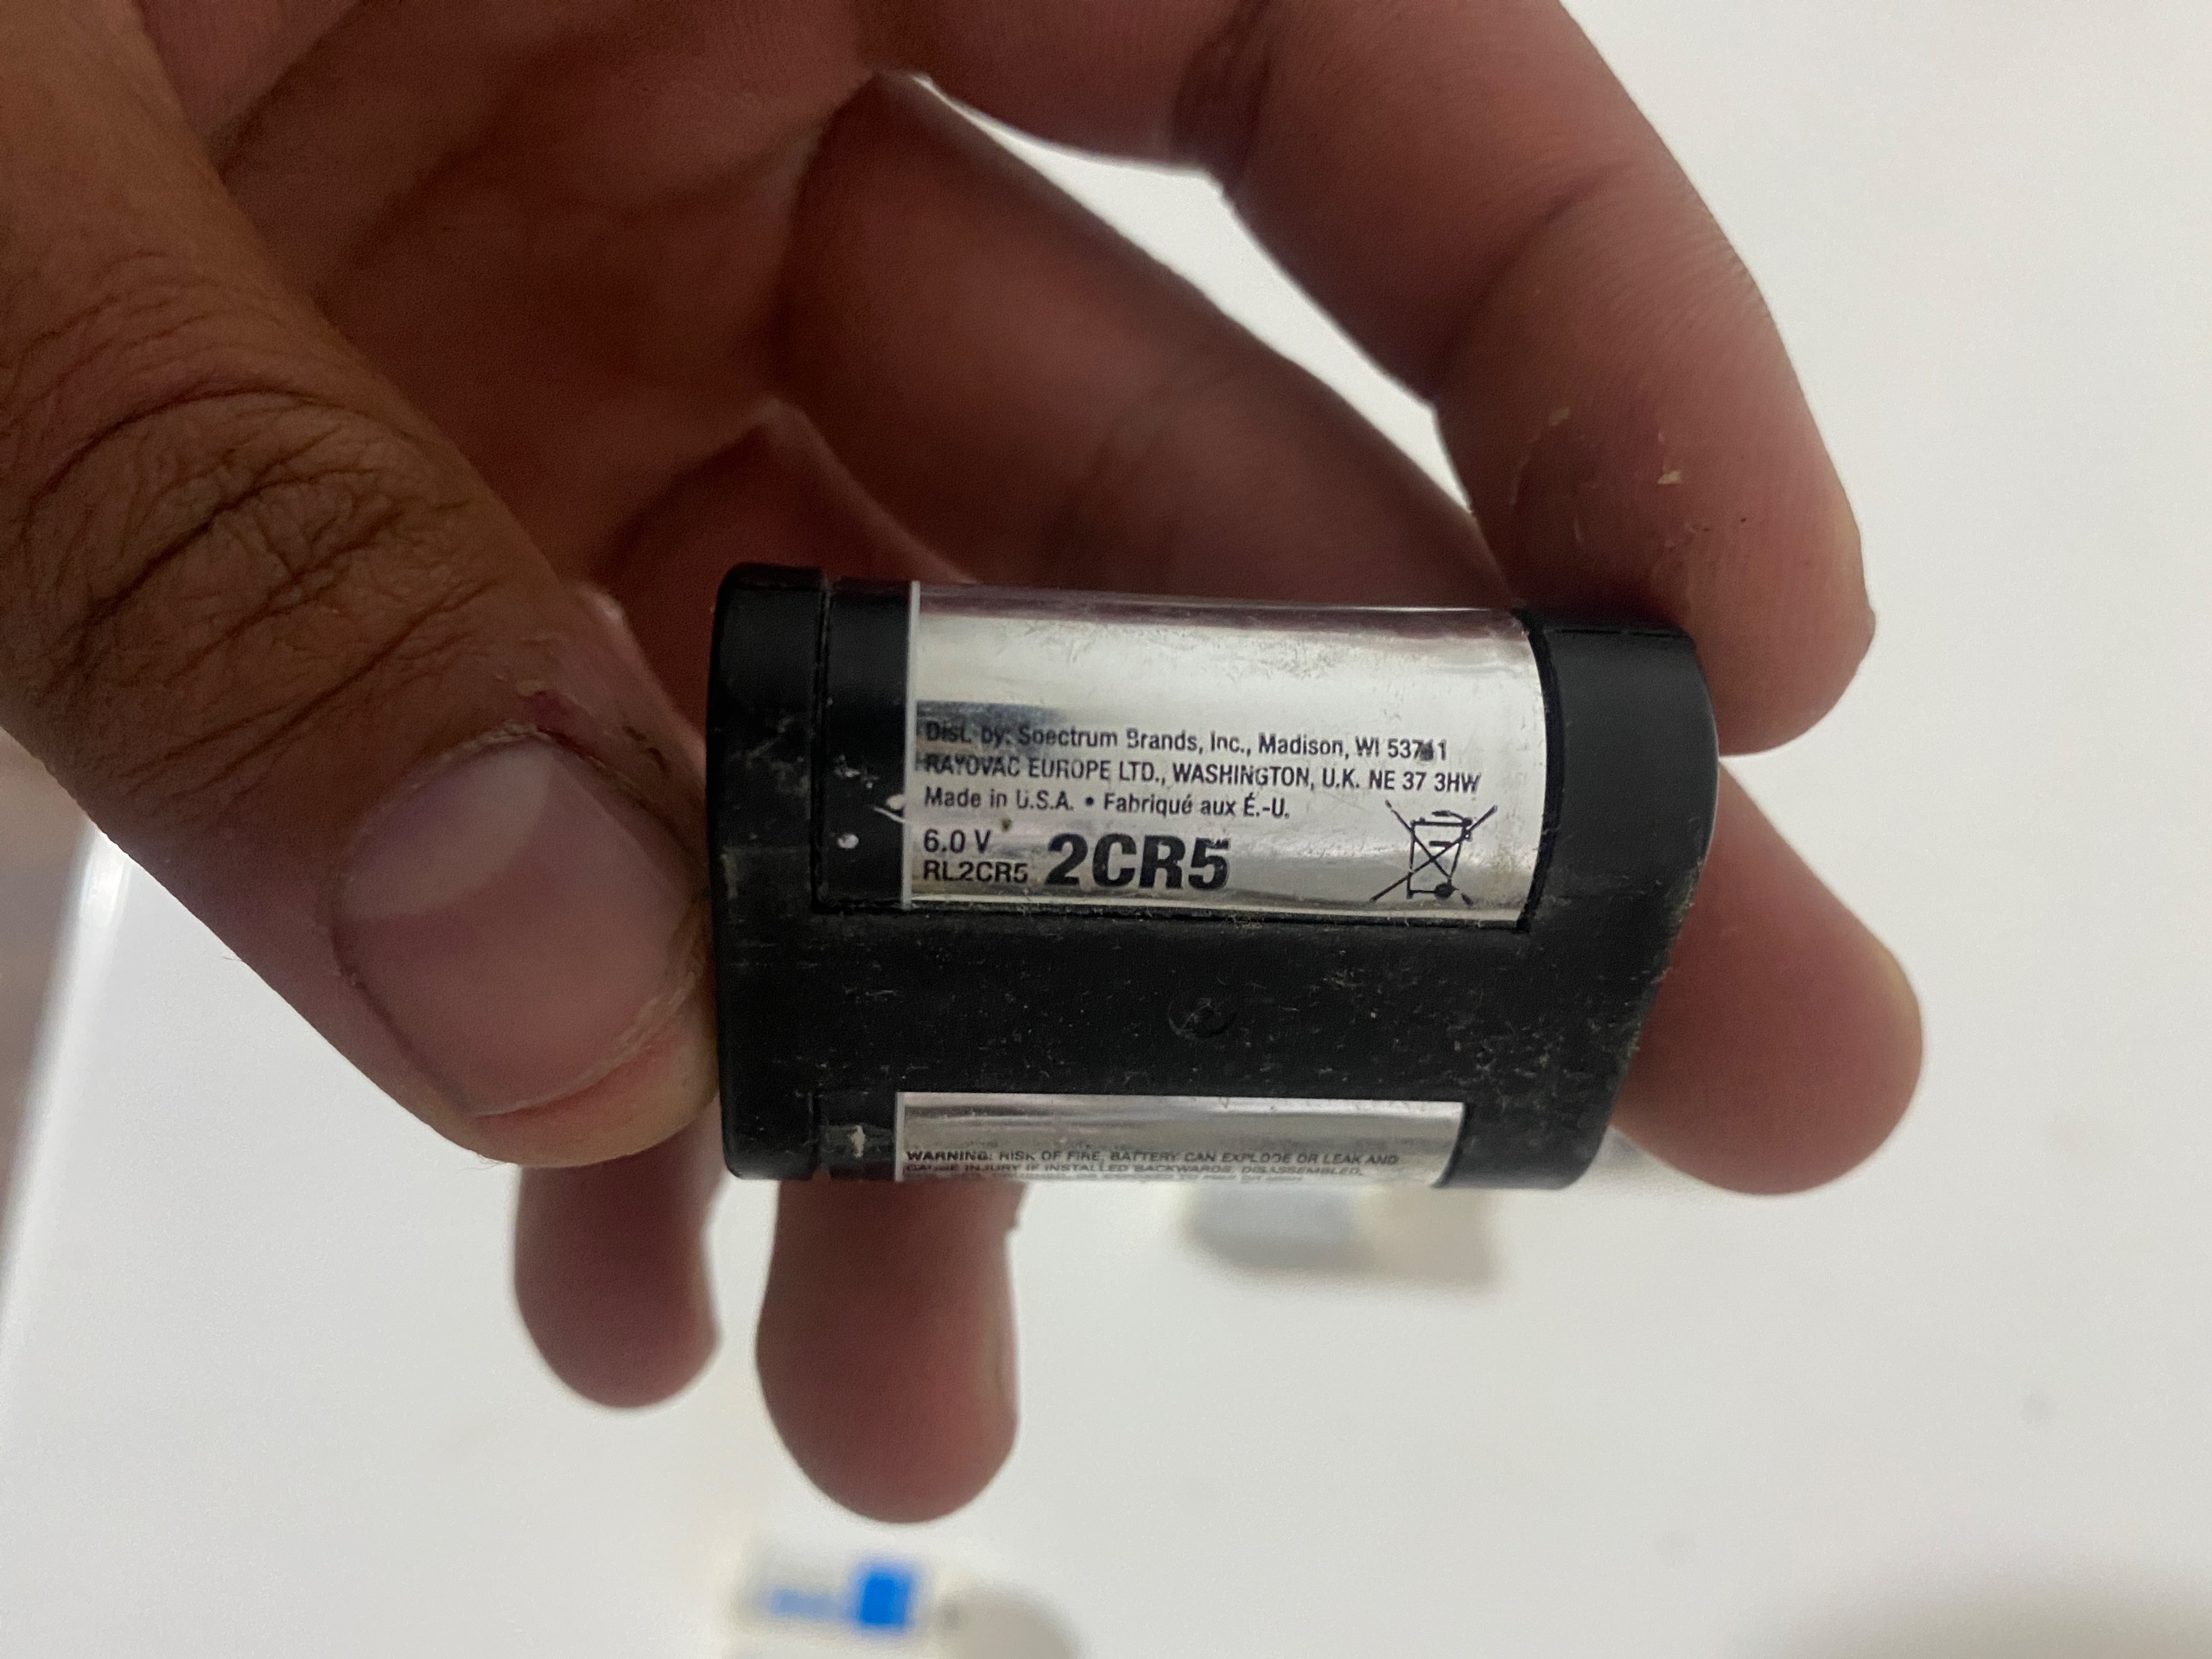 Dist. by: Spectrum Brands, Inc., Madison, WI 53711
RAYOVAC EUROPE LTD., WASHINGTON, U.K. NE 37 3HW
Made in U.S.A. • Fabriqué aux É.-U.
6.0 V
RL2CR5 2CR5
WARNING: RISK OF FIRE, BATTERY CAN EXPLODE OR LEAK AND
CAUSE INJURY IF INSTALLED BACKWARDS, DISASSEMBLED,